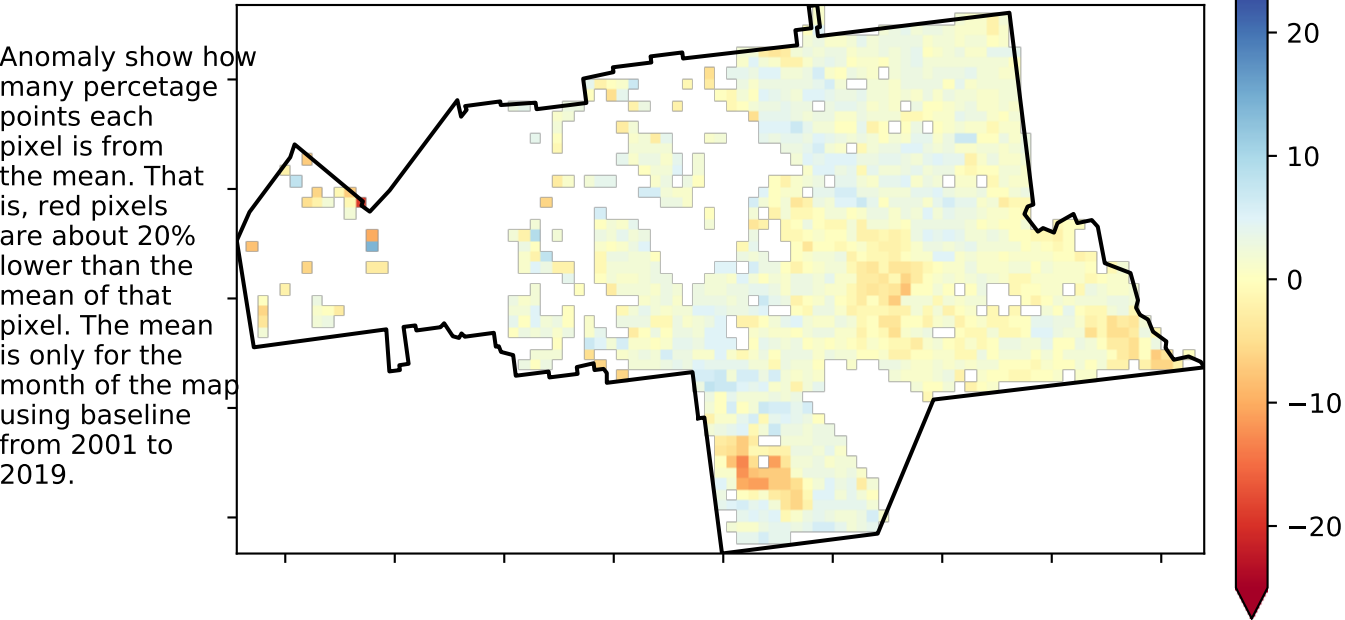 Anomaly show how
many percetage
points each
pixel is from
the mean. That
is, red pixels
are about 20%
lower than the
mean of that
pixel. The mean
is only for the
month of the map
using baseline
from 2001 to
2019.
20
10
0
−10
−20